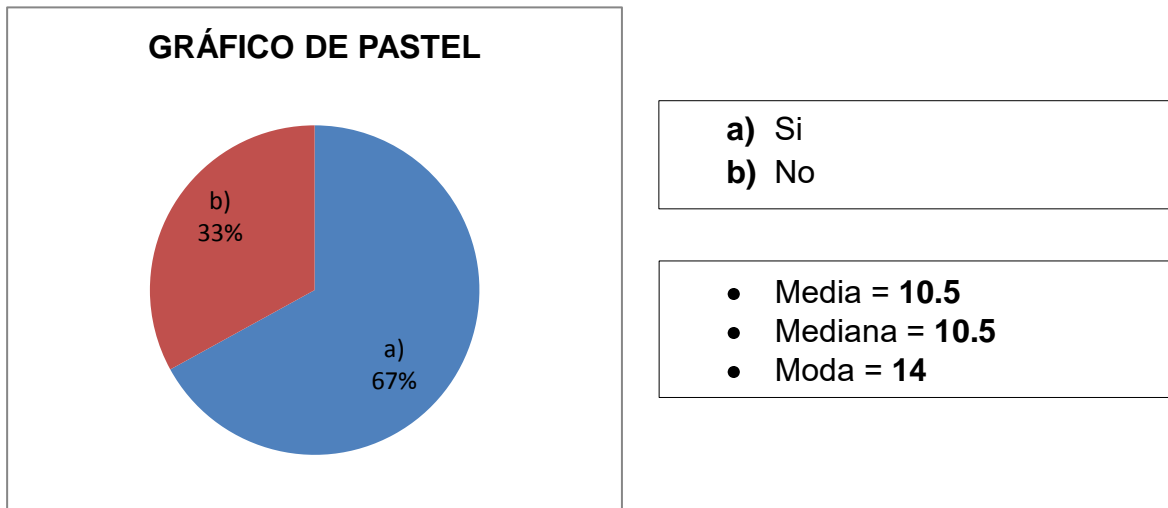 GRÁFICO DE PASTEL
b)
33%
a)
67%
a) Si
b) No
• Media = 10.5
• Mediana = 10.5
• Moda = 14